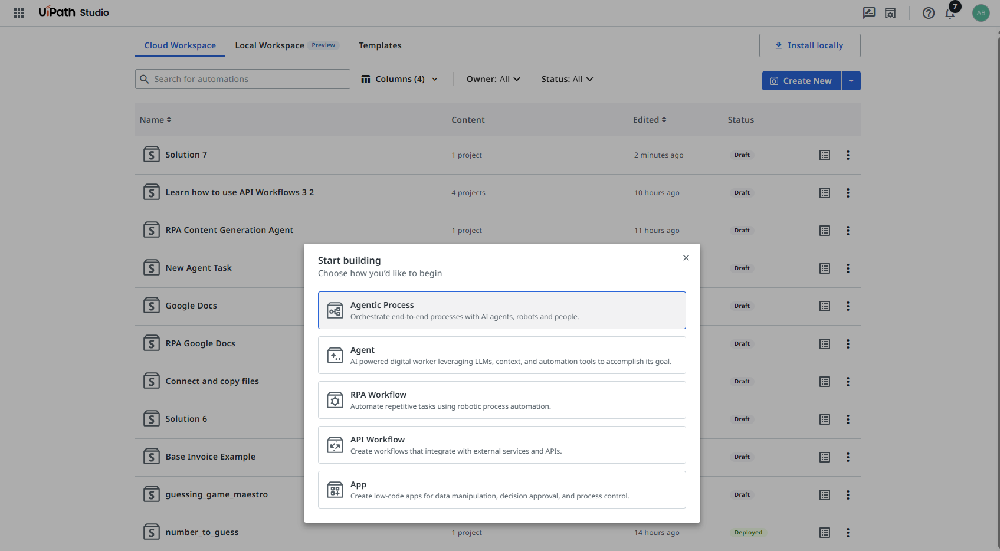 UiPath Studio
7
AB
Cloud Workspace
Local Workspace Preview
Templates
Install locally
Search for automations
Columns (4)
Owner: All
Status: All
Create New
Name Content Edited Status
S Solution 7 1 project 2 minutes ago Draft
S Learn how to use API Workflows 3 2 4 projects 10 hours ago Draft
S RPA Content Generation Agent 1 project 11 hours ago Draft
S New Agent Task Draft
S Google Docs Draft
S RPA Google Docs Draft
S Connect and copy files Draft
S Solution 6 Draft
S Base Invoice Example Draft
S guessing_game_maestro Draft
S number_to_guess 1 project 14 hours ago Deployed
Start building
Choose how you'd like to begin
Agentic Process
Orchestrate end-to-end processes with AI agents, robots and people.
Agent
AI powered digital worker leveraging LLMs, context, and automation tools to accomplish its goal.
RPA Workflow
Automate repetitive tasks using robotic process automation.
API Workflow
Create workflows that integrate with external services and APIs.
App
Create low-code apps for data manipulation, decision approval, and process control.